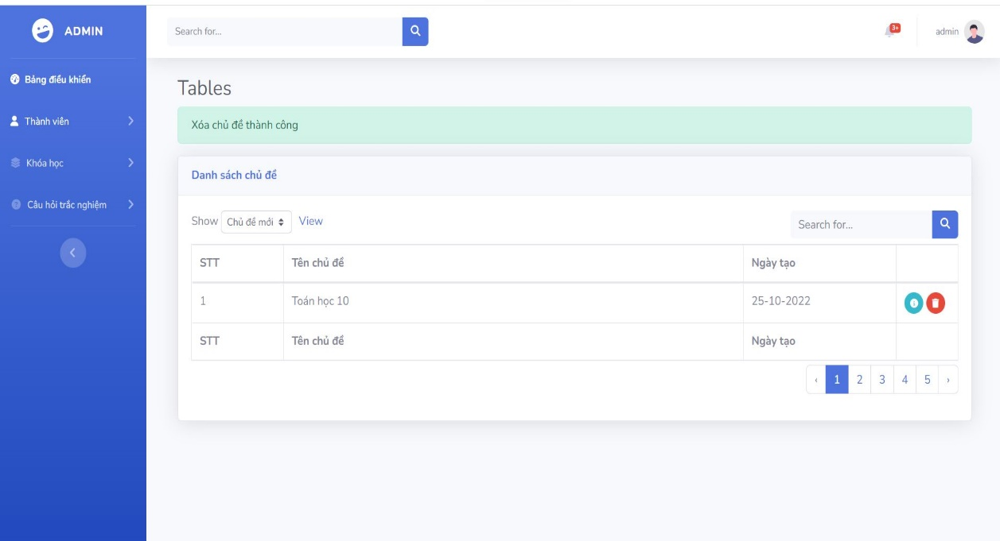 ADMIN
Search for...
3+
admin
Bảng điều khiển
Thành viên
Khóa học
Câu hỏi trắc nghiệm
Tables
Xóa chủ đề thành công
Danh sách chủ đề
Show Chủ đề mới View
Search for...
STT Tên chủ đề Ngày tạo
1 Toán học 10 25-10-2022
STT Tên chủ đề Ngày tạo
‹ 1 2 3 4 5 ›